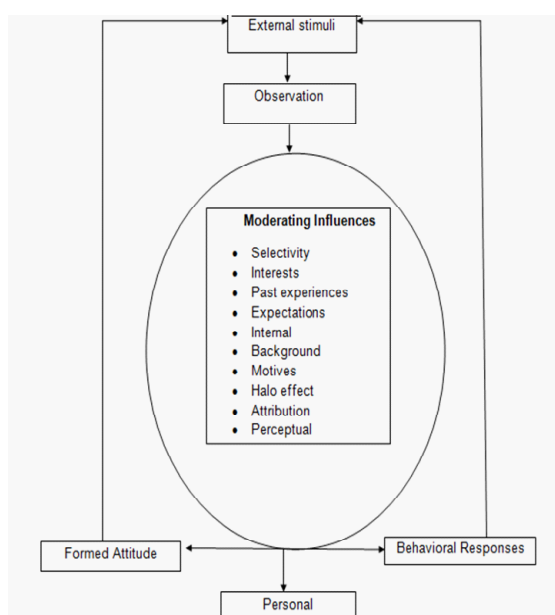 External stimuli
Observation
Moderating Influences
• Selectivity
• Interests
• Past experiences
• Expectations
• Internal
• Background
• Motives
• Halo effect
• Attribution
• Perceptual
Formed Attitude
Behavioral Responses
Personal